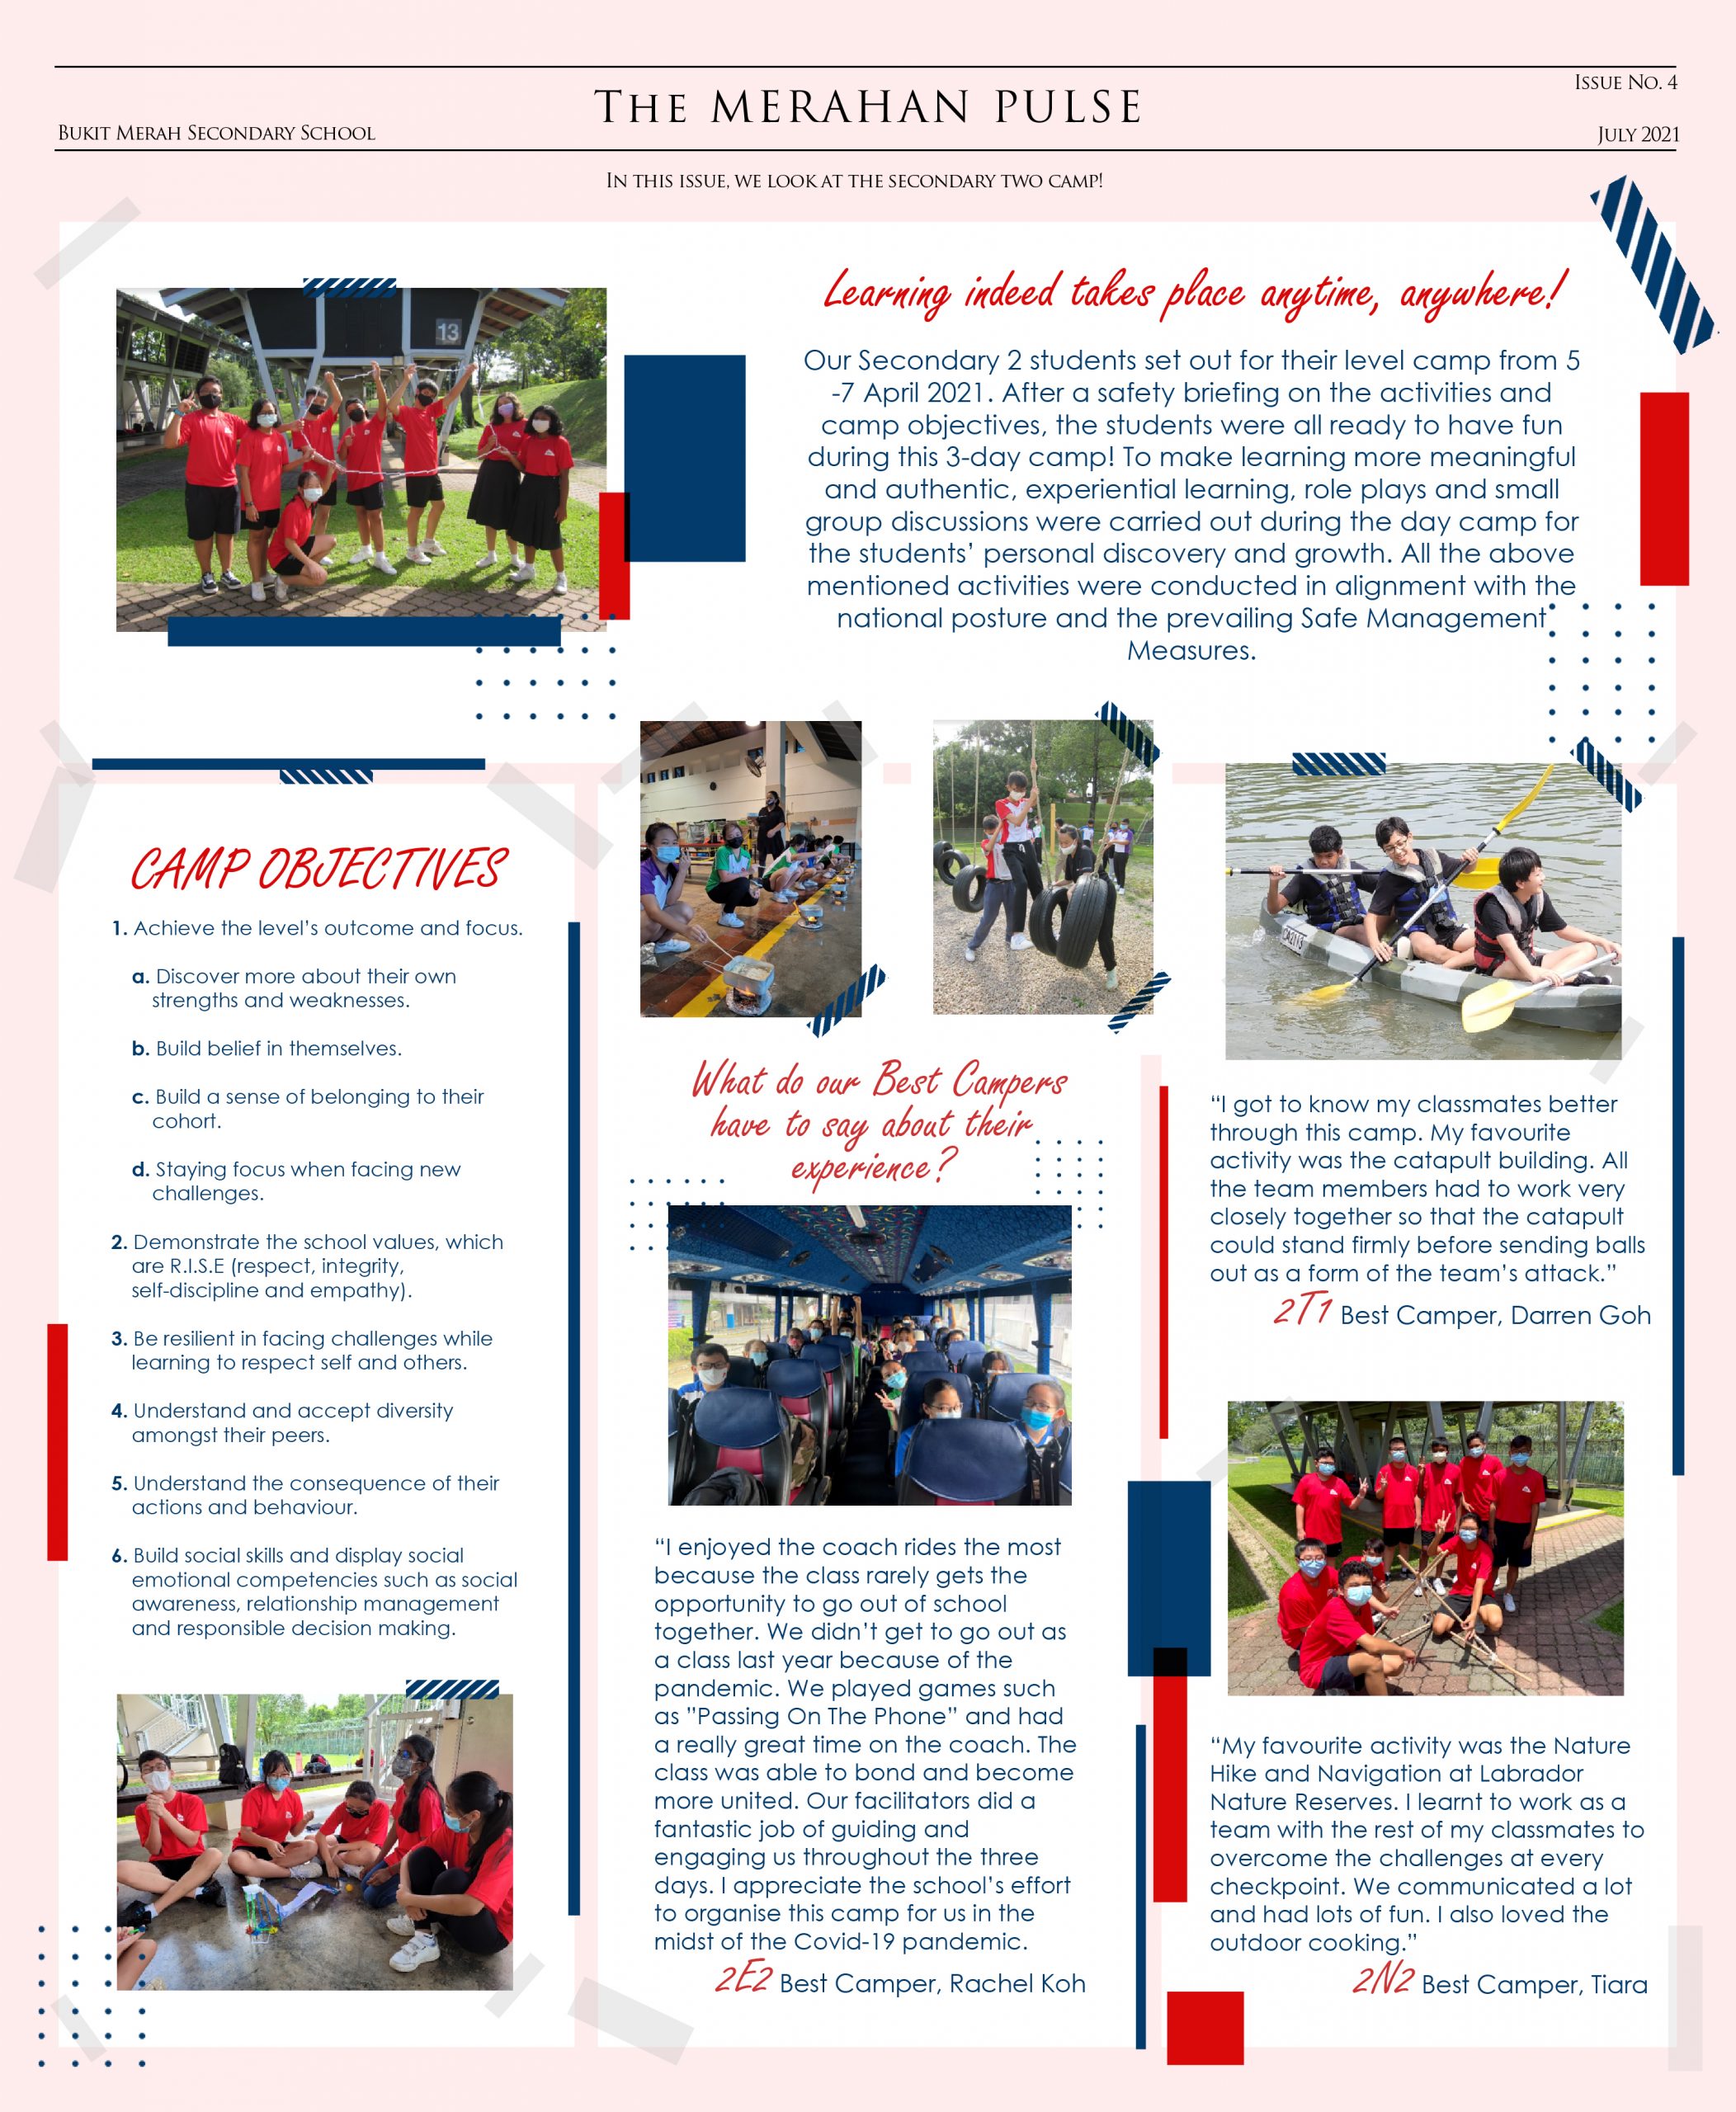 Issue No. 4
The MERAHAN PULSE
Bukit Merah Secondary School
July 2021
In this issue, we look at the secondary two camp!
Learning indeed takes place anytime, anywhere!
Our Secondary 2 students set out for their level camp from 5
-7 April 2021. After a safety briefing on the activities and
camp objectives, the students were all ready to have fun
during this 3-day camp! To make learning more meaningful
and authentic, experiential learning, role plays and small
group discussions were carried out during the day camp for
the students' personal discovery and growth. All the above
mentioned activities were conducted in alignment with the
national posture and the prevailing Safe Management
Measures.
13
CAMP OBJECTIVES
1. Achieve the level's outcome and focus.
a. Discover more about their own
strengths and weaknesses.
b. Build belief in themselves.
c. Build a sense of belonging to their
cohort.
d. Staying focus when facing new
challenges.
2. Demonstrate the school values, which
are R.I.S.E (respect, integrity,
self-discipline and empathy).
3. Be resilient in facing challenges while
learning to respect self and others.
4. Understand and accept diversity
amongst their peers.
5. Understand the consequence of their
actions and behaviour.
6. Build social skills and display social
emotional competencies such as social
awareness, relationship management
and responsible decision making.
What do our Best Campers
have to say about their
experience?
"I enjoyed the coach rides the most
because the class rarely gets the
opportunity to go out of school
together. We didn't get to go out as
a class last year because of the
pandemic. We played games such
as "Passing On The Phone" and had
a really great time on the coach. The
class was able to bond and become
more united. Our facilitators did a
fantastic job of guiding and
engaging us throughout the three
days. I appreciate the school's effort
to organise this camp for us in the
midst of the Covid-19 pandemic.
2E2 Best Camper, Rachel Koh
"I got to know my classmates better
through this camp. My favourite
activity was the catapult building. All
the team members had to work very
closely together so that the catapult
could stand firmly before sending balls
out as a form of the team's attack."
2T1 Best Camper, Darren Goh
"My favourite activity was the Nature
Hike and Navigation at Labrador
Nature Reserves. I learnt to work as a
team with the rest of my classmates to
overcome the challenges at every
checkpoint. We communicated a lot
and had lots of fun. I also loved the
outdoor cooking."
2N2 Best Camper, Tiara